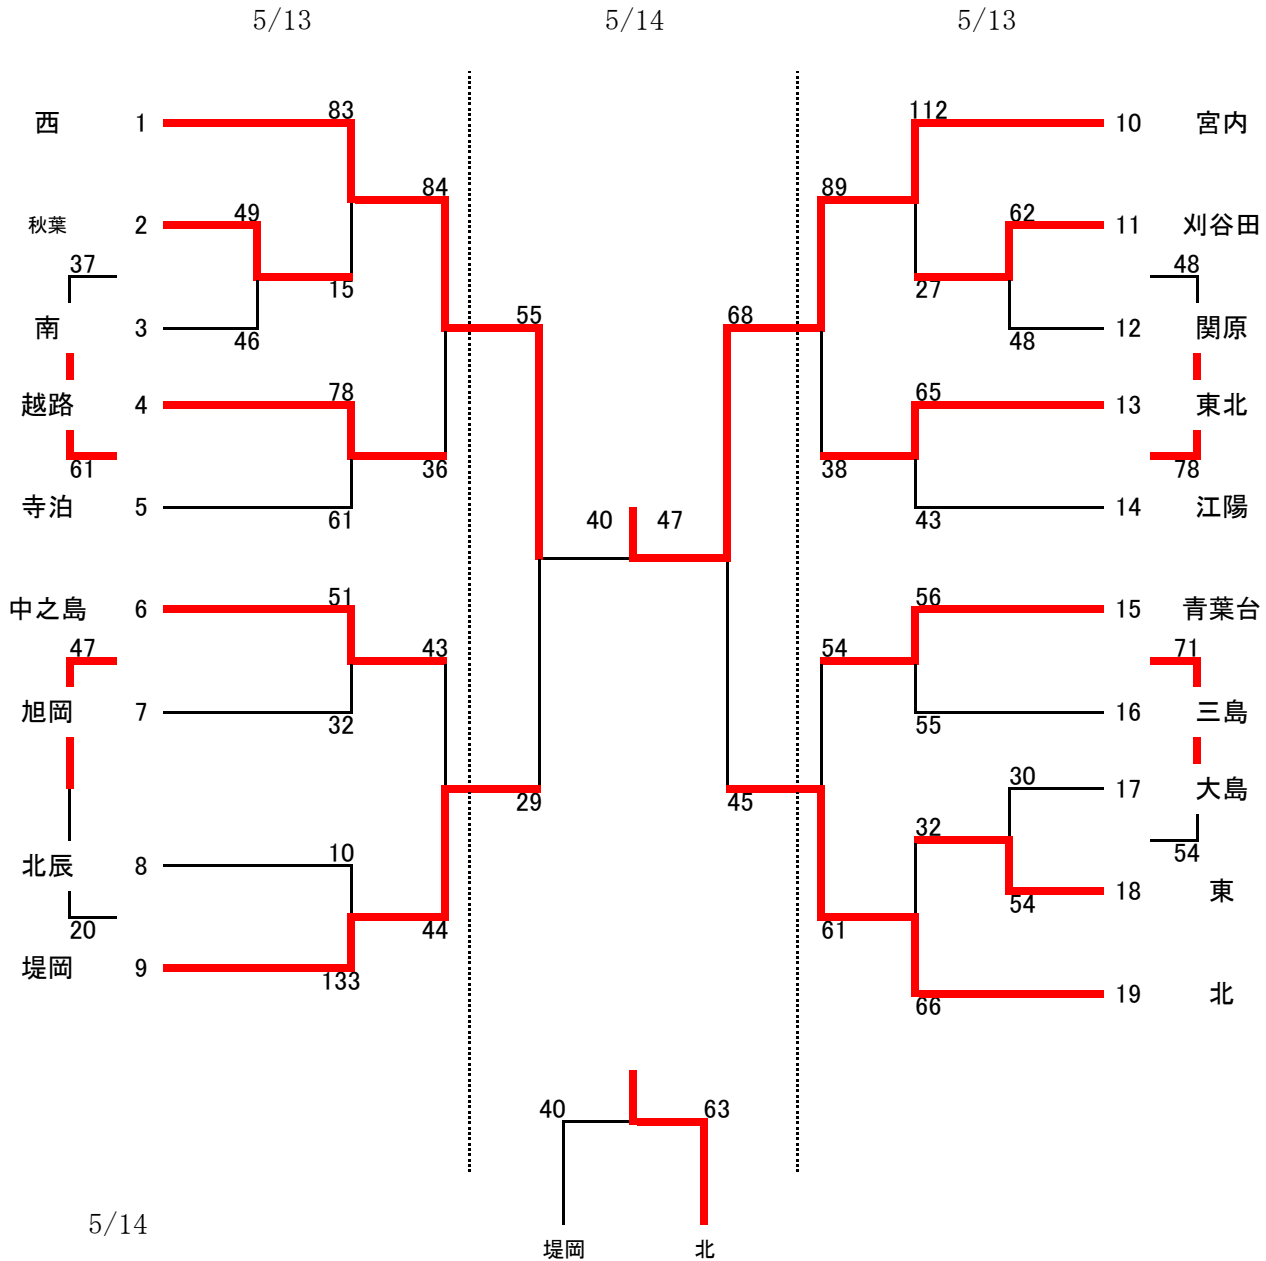 5/13 5/14 5/13
83 112
西 1 10 宮内
84 89
49 62
秋葉 2 11 刈谷田
37 48
15 27
55 68
南 3 12 関原
46 48
78 65
越路 4 13 東北
61 36 38 78
寺泊 5 14 江陽
61 40 47 43
51 56
中之島 6 15 青葉台
47 43 54 71
旭岡 7 16 三島
32 55
30
大島 17
29 45
32
10 54
北辰 8
18 東
54
20 44 61
堤岡 9
133
19 北
66
40 63
5/14
堤岡 北